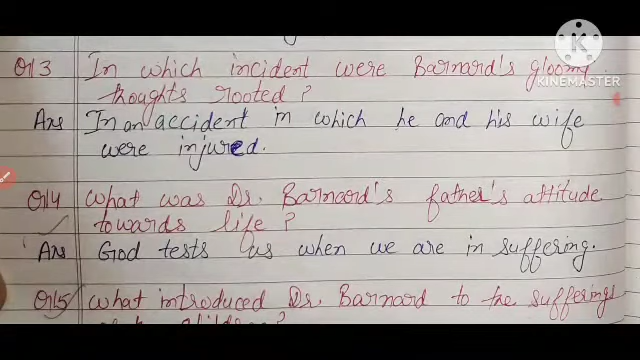 KINEMASTER
Q13 In which incident were Barnard's gloomy
thoughts rooted?
Ans In an accident in which he and his wife
were injured.
Q14 What was Dr. Barnard's father's attitude
towards life?
Ans God tests us when we are in suffering.
Q15 What introduced Dr. Barnard to the sufferings